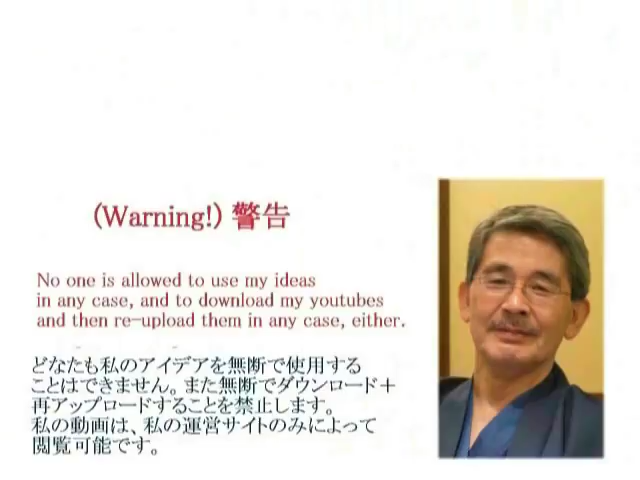 (Warning!) 警告
No one is allowed to use my ideas
in any case, and to download my youtubes
and then re-upload them in any case, either.
どなたも私のアイデアを無断で使用する
ことはできません。また無断でダウンロード＋
再アップロードすることを禁止します。
私の動画は、私の運営サイトのみによって
閲覧可能です。